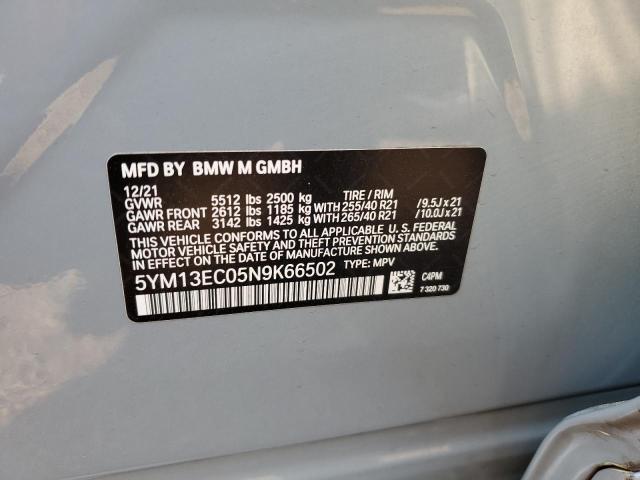 MFD BY BMW M GMBH
12/21 TIRE / RIM
GVWR 5512 lbs 2500 kg
GAWR FRONT 2612 lbs 1185 kg WITH 255/40 R21 / 9.5J x 21
GAWR REAR 3142 lbs 1425 kg WITH 265/40 R21 / 10.0J x 21
THIS VEHICLE CONFORMS TO ALL APPLICABLE U. S. FEDERAL
MOTOR VEHICLE SAFETY AND THEFT PREVENTION STANDARDS
IN EFFECT ON THE DATE OF MANUFACTURE SHOWN ABOVE.
5YM13EC05N9K66502 TYPE: MPV
C4PM
7 320 730